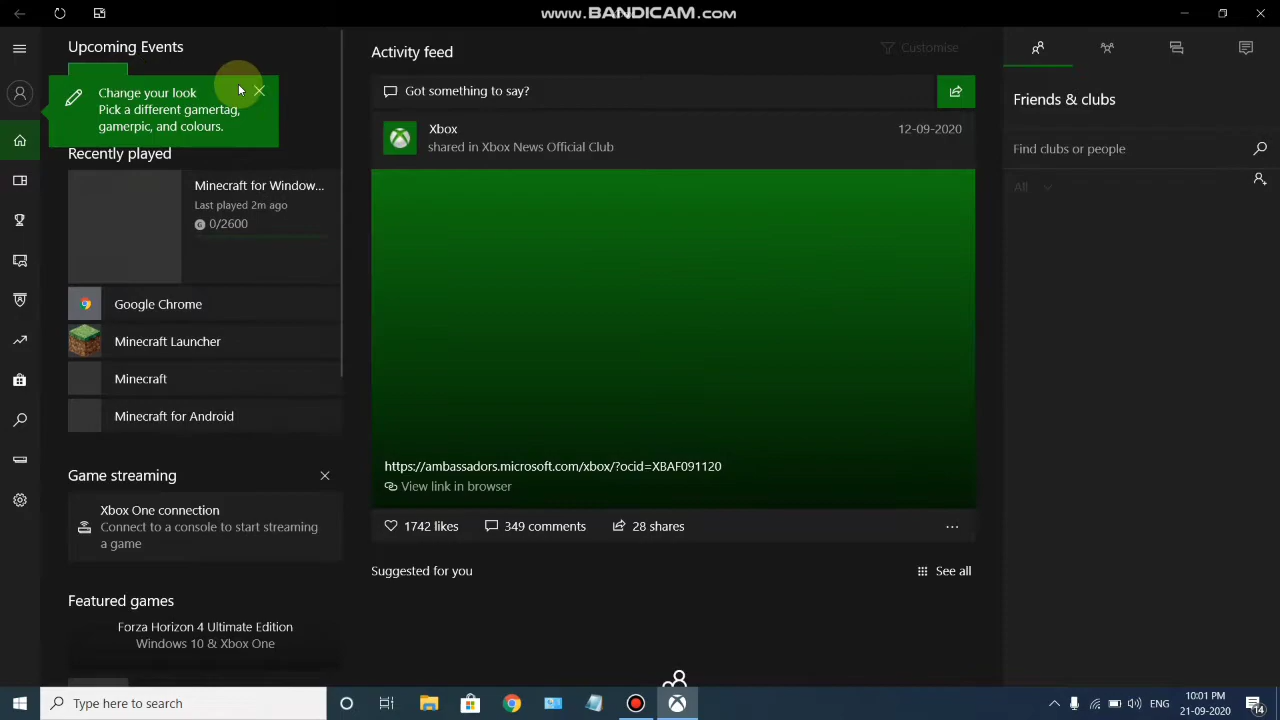 www.BANDICAM.com
Upcoming Events
Change your look
Pick a different gamertag,
gamerpic, and colours.
Recently played
Minecraft for Window...
Last played 2m ago
G 0/2600
Google Chrome
Minecraft Launcher
Minecraft
Minecraft for Android
Game streaming
Xbox One connection
Connect to a console to start streaming
a game
Featured games
Forza Horizon 4 Ultimate Edition
Windows 10 & Xbox One
Activity feed
Customise
Got something to say?
Xbox
12-09-2020
shared in Xbox News Official Club
https://ambassadors.microsoft.com/xbox/?ocid=XBAF091120
View link in browser
1742 likes
349 comments
28 shares
Suggested for you
See all
Friends & clubs
Find clubs or people
All
Type here to search
ENG
10:01 PM
21-09-2020
14